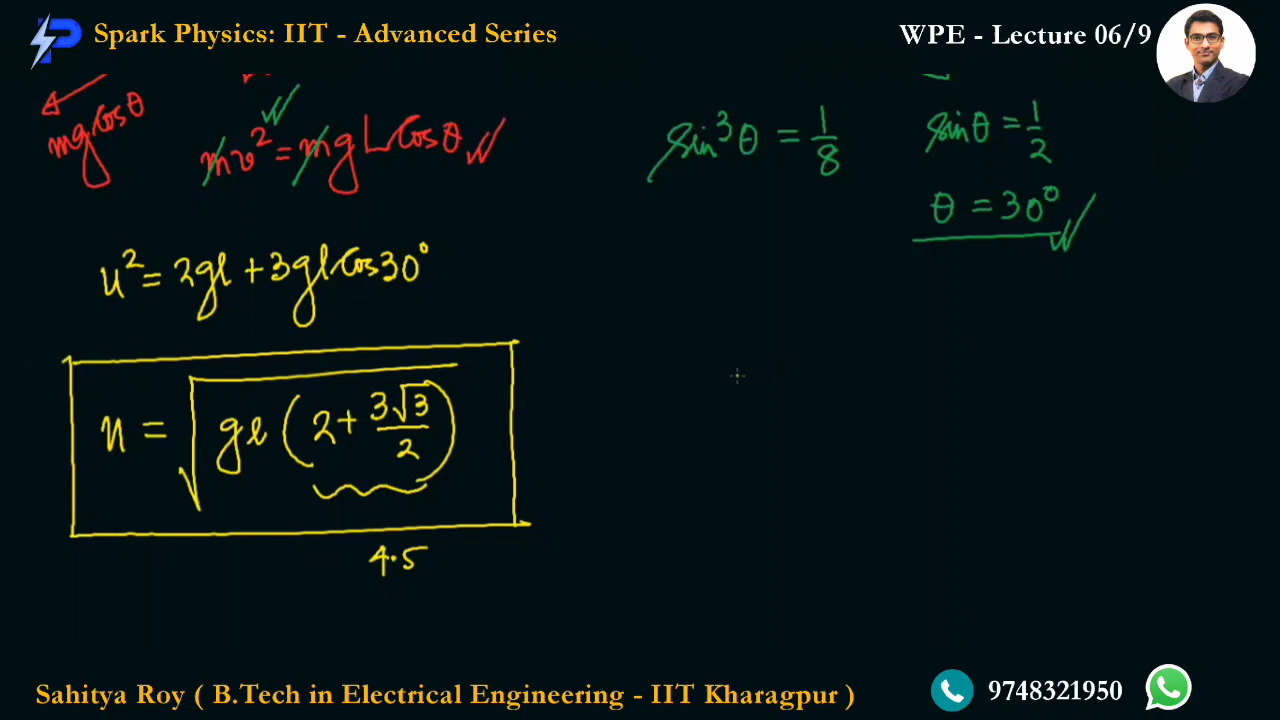 Spark Physics: IIT - Advanced Series
WPE - Lecture 06/9
mg cosθ
mv² = mgL cosθ
sin³θ = 1/8
sinθ = 1/2
θ = 30°
u² = 2gl + 3gl cos30°
u = √(gl (2 + 3√3/2))
4.5
Sahitya Roy ( B.Tech in Electrical Engineering - IIT Kharagpur )
9748321950